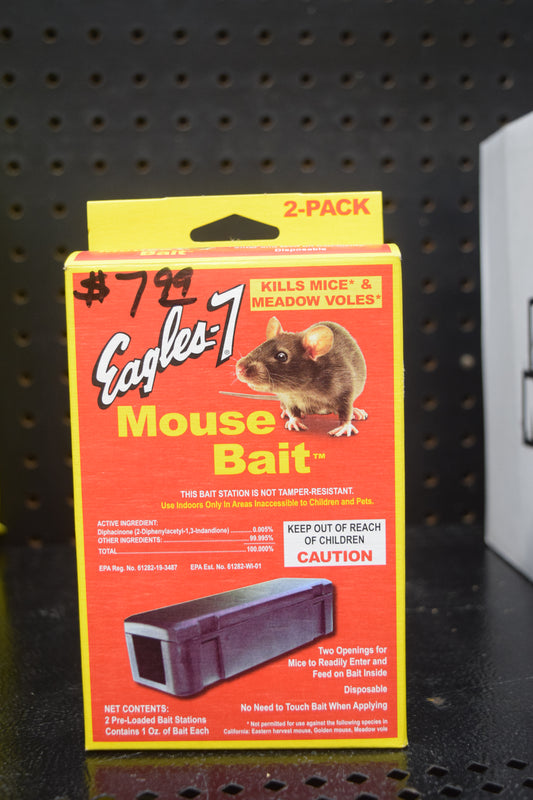 2-PACK
Bait™
Disposable
$7.99
KILLS MICE* &
MEADOW VOLES*
Eagles-7®
Mouse
Bait™
THIS BAIT STATION IS NOT TAMPER-RESISTANT.
Use Indoors Only In Areas Inaccessible to Children and Pets.
ACTIVE INGREDIENT:
Diphacinone (2-Diphenylacetyl-1,3-Indandione) .......... 0.005%
OTHER INGREDIENTS: .......... 99.995%
TOTAL .......... 100.000%
KEEP OUT OF REACH
OF CHILDREN
CAUTION
EPA Reg. No. 61282-19-3487 EPA Est. No. 61282-WI-01
Two Openings for
Mice to Readily Enter and
Feed on Bait Inside
Disposable
No Need to Touch Bait When Applying
NET CONTENTS:
2 Pre-Loaded Bait Stations
Contains 1 Oz. of Bait Each
* Not permitted for use against the following species in
California: Eastern harvest mouse, Golden mouse, Meadow vole